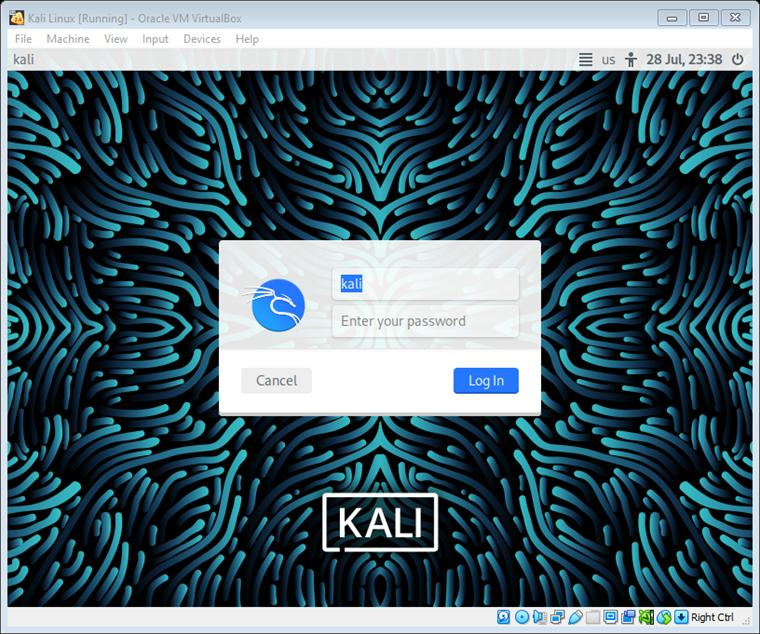 Kali Linux [Running] - Oracle VM VirtualBox
File Machine View Input Devices Help
kali us 28 Jul, 23:38
kali
Enter your password
Cancel Log In
KALI
Right Ctrl